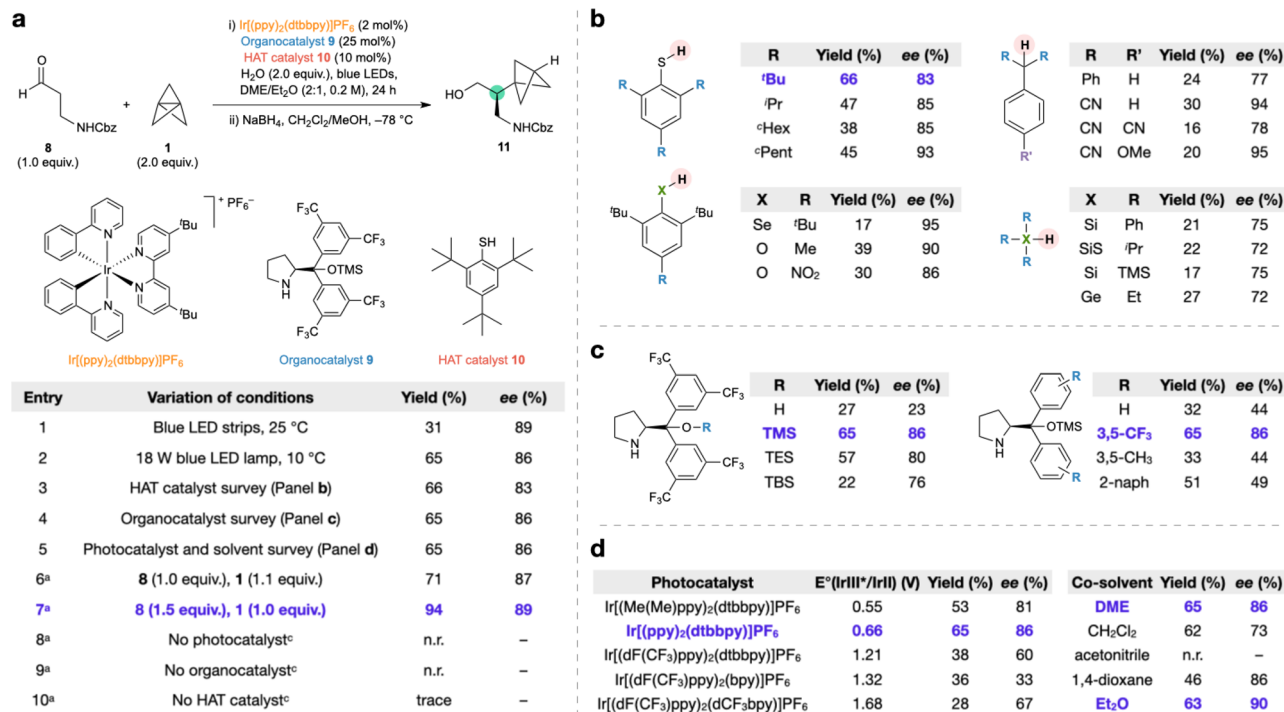 a
i) Ir[(ppy)₂(dtbbpy)]PF₆ (2 mol%)
Organocatalyst 9 (25 mol%)
HAT catalyst 10 (10 mol%)
H₂O (2.0 equiv.), blue LEDs,
DME/Et₂O (2:1, 0.2 M), 24 h
ii) NaBH₄, CH₂Cl₂/MeOH, –78 °C
O
H
NHCbz
+
8
(1.0 equiv.)
1
(2.0 equiv.)
H
HO
NHCbz
11
+ PF₆⁻
N
N
N
N
Ir
ᵗBu
ᵗBu
Ir[(ppy)₂(dtbbpy)]PF₆
F₃C
CF₃
N
H
OTMS
CF₃
F₃C
Organocatalyst 9
SH
HAT catalyst 10
Entry Variation of conditions Yield (%) ee (%)
1 Blue LED strips, 25 °C 31 89
2 18 W blue LED lamp, 10 °C 65 86
3 HAT catalyst survey (Panel b) 66 83
4 Organocatalyst survey (Panel c) 65 86
5 Photocatalyst and solvent survey (Panel d) 65 86
6ᵃ 8 (1.0 equiv.), 1 (1.1 equiv.) 71 87
7ᵃ 8 (1.5 equiv.), 1 (1.0 equiv.) 94 89
8ᵃ No photocatalystᶜ n.r. –
9ᵃ No organocatalystᶜ n.r. –
10ᵃ No HAT catalystᶜ trace –
b
S H
R R
R
R Yield (%) ee (%)
ᵗBu 66 83
ⁱPr 47 85
ᶜHex 38 85
ᶜPent 45 93
H
R R
R'
R R' Yield (%) ee (%)
Ph H 24 77
CN H 30 94
CN CN 16 78
CN OMe 20 95
X H
ᵗBu ᵗBu
R
X R Yield (%) ee (%)
Se ᵗBu 17 95
O Me 39 90
O NO₂ 30 86
R
R X H
R
X R Yield (%) ee (%)
Si Ph 21 75
SiS ⁱPr 22 72
Si TMS 17 75
Ge Et 27 72
c
F₃C
CF₃
O R
N
H
CF₃
F₃C
R Yield (%) ee (%)
H 27 23
TMS 65 86
TES 57 80
TBS 22 76
R
OTMS
N
H
R
R Yield (%) ee (%)
H 32 44
3,5-CF₃ 65 86
3,5-CH₃ 33 44
2-naph 51 49
d
Photocatalyst E°(IrIII*/IrII) (V) Yield (%) ee (%)
Ir[(Me(Me)ppy)₂(dtbbpy)]PF₆ 0.55 53 81
Ir[(ppy)₂(dtbbpy)]PF₆ 0.66 65 86
Ir[(dF(CF₃)ppy)₂(dtbbpy)]PF₆ 1.21 38 60
Ir[(dF(CF₃)ppy)₂(bpy)]PF₆ 1.32 36 33
Ir[(dF(CF₃)ppy)₂(dCF₃bpy)]PF₆ 1.68 28 67
Co-solvent Yield (%) ee (%)
DME 65 86
CH₂Cl₂ 62 73
acetonitrile n.r. –
1,4-dioxane 46 86
Et₂O 63 90